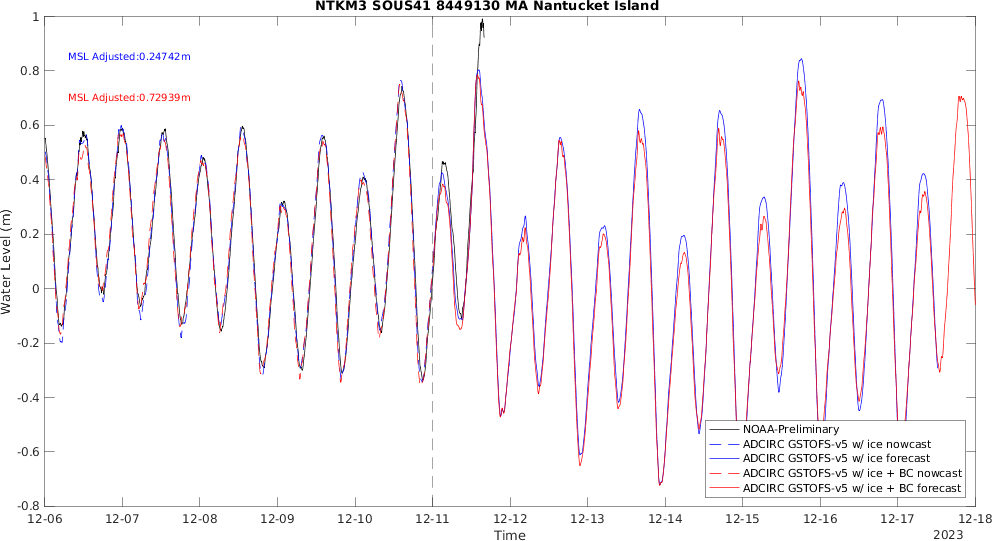 NTKM3 SOUS41 8449130 MA Nantucket Island
MSL Adjusted:0.24742m
MSL Adjusted:0.72939m
Water Level (m)
1
0.8
0.6
0.4
0.2
0
-0.2
-0.4
-0.6
-0.8
NOAA-Preliminary
ADCIRC GSTOFS-v5 w/ ice nowcast
ADCIRC GSTOFS-v5 w/ ice forecast
ADCIRC GSTOFS-v5 w/ ice + BC nowcast
ADCIRC GSTOFS-v5 w/ ice + BC forecast
12-06 12-07 12-08 12-09 12-10 12-11 12-12 12-13 12-14 12-15 12-16 12-17 12-18
Time
2023